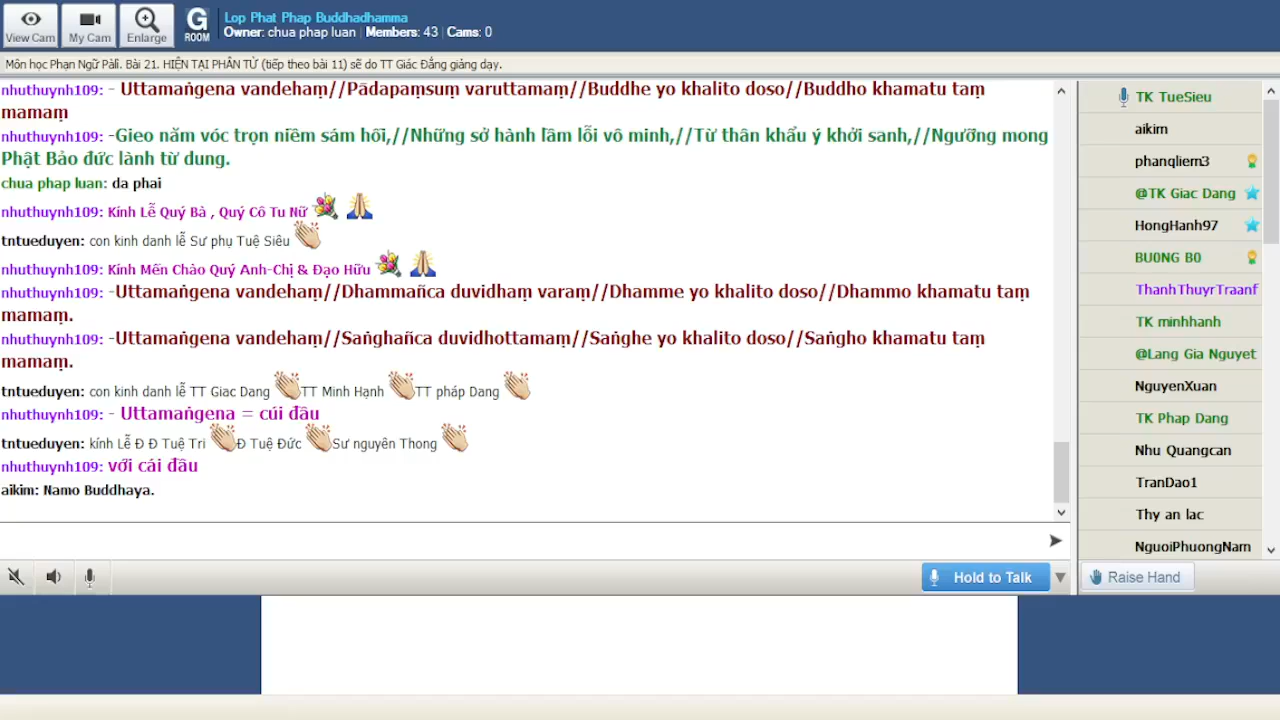 View Cam
My Cam
Enlarge
G
ROOM
Lop Phat Phap Buddhadhamma
Owner: chua phap luan | Members: 43 | Cams: 0
Môn học Phạn Ngữ Pāli. Bài 21. HIỆN TẠI PHÂN TỪ (tiếp theo bài 11) sẽ do TT Giác Đẳng giảng dạy.
nhuthuynh109: - Uttamaṅgena vandehaṃ//Pādapaṃsuṃ varuttamaṃ//Buddhe yo khalito doso//Buddho khamatu taṃ
mamaṃ
nhuthuynh109: -Gieo năm vóc trọn niềm sám hối,//Những sở hành lầm lỗi vô minh,//Từ thân khẩu ý khởi sanh,//Ngưỡng mong
Phật Bảo đức lành từ dung.
chua phap luan: da phai
nhuthuynh109: Kính Lễ Quý Bà , Quý Cô Tu Nữ
tntueduyen: con kinh danh lễ Sư phụ Tuệ Siêu
nhuthuynh109: Kính Mến Chào Quý Anh-Chị & Đạo Hữu
nhuthuynh109: -Uttamaṅgena vandehaṃ//Dhammañca duvidhaṃ varaṃ//Dhamme yo khalito doso//Dhammo khamatu taṃ
mamaṃ.
nhuthuynh109: -Uttamaṅgena vandehaṃ//Saṅghañca duvidhottamaṃ//Saṅghe yo khalito doso//Saṅgho khamatu taṃ
mamaṃ.
tntueduyen: con kinh danh lễ TT Giac Dang TT Minh Hạnh TT pháp Dang
nhuthuynh109: - Uttamaṅgena = cúi đầu
tntueduyen: kính Lễ Đ Đ Tuệ Tri Đ Tuệ Đức Sư nguyên Thong
nhuthuynh109: với cái đầu
aikim: Namo Buddhaya.
Hold to Talk
TK TueSieu
aikim
phanqliem3
@TK Giac Dang
HongHanh97
BU0NG B0
ThanhThuyrTraanf
TK minhhanh
@Lang Gia Nguyet
NguyenXuan
TK Phap Dang
Nhu Quangcan
TranDao1
Thy an lac
NguoiPhuongNam
Raise Hand